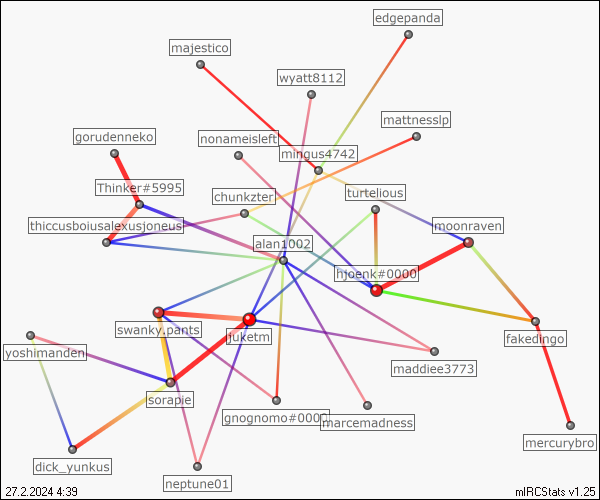 edgepanda
majestico
wyatt8112
mattnesslp
gorudenneko
nonameisleft
mingus4742
Thinker#5995
chunkzter
turtelious
thiccusboiusalexusjoneusi
moonraven
alan1002
hjoenk#0000
swanky.pants
juketm
fakedingo
yoshimanden
maddiee3773
sorapie
gnognomo#0000
marcemadness
mercurybro
dick_yunkus
neptune01
27.2.2024 4:39
mIRCStats v1.25